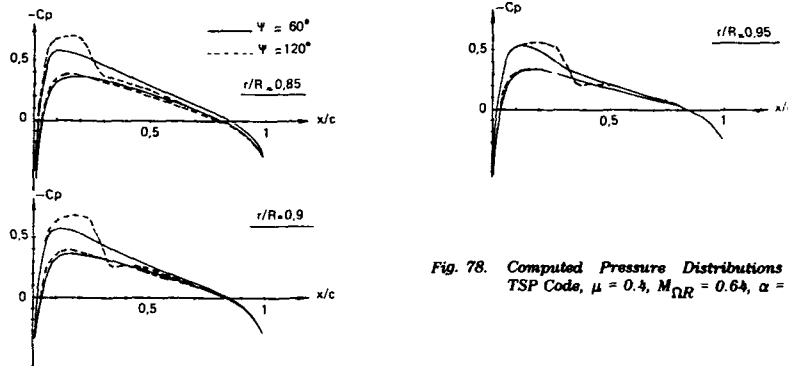 -Cp
Ψ = 60°
Ψ = 120°
0,5
r/R = 0,85
0
0,5
1
x/c
-Cp
r/R = 0,95
0,5
0
0,5
1
-Cp
r/R = 0,9
0,5
0
0,5
1
x/c
Fig. 78. Computed Pressure Distributions
TSP Code, μ = 0.4, MΩR = 0.64, α =